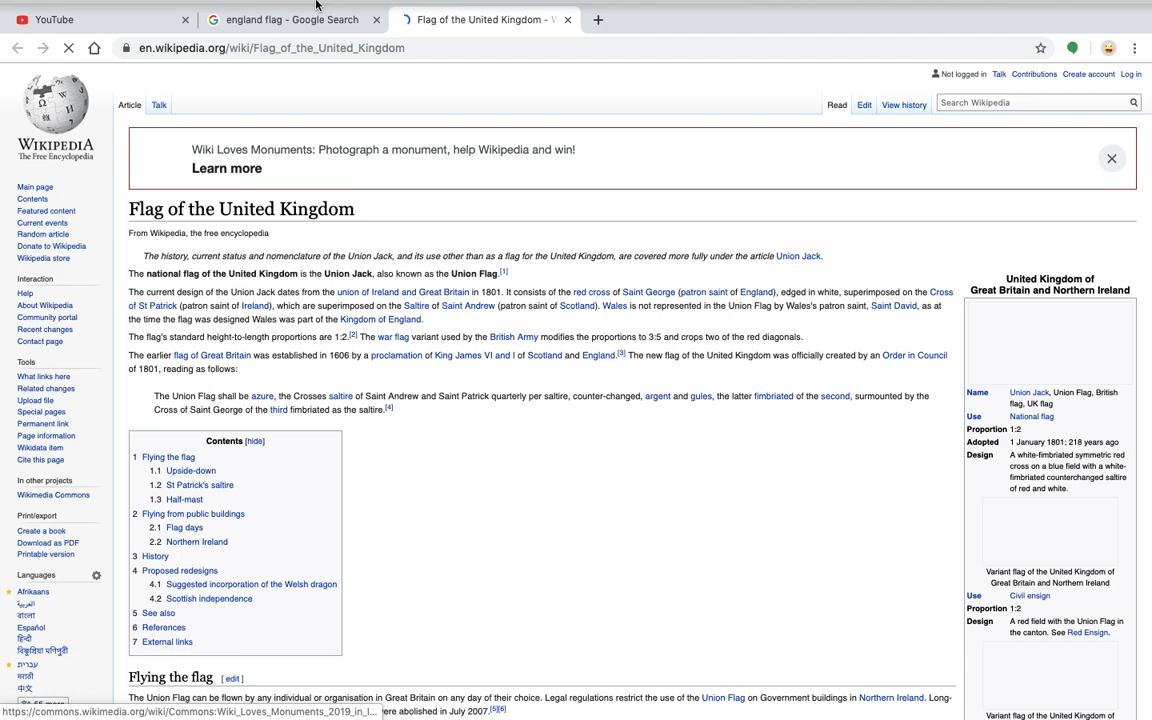 YouTube
england flag - Google Search
Flag of the United Kingdom - W
en.wikipedia.org/wiki/Flag_of_the_United_Kingdom
Not logged in Talk Contributions Create account Log in
Article Talk Read Edit View history Search Wikipedia
WIKIPEDIA
The Free Encyclopedia
Main page
Contents
Featured content
Current events
Random article
Donate to Wikipedia
Wikipedia store
Interaction
Help
About Wikipedia
Community portal
Recent changes
Contact page
Tools
What links here
Related changes
Upload file
Special pages
Permanent link
Page information
Wikidata item
Cite this page
In other projects
Wikimedia Commons
Print/export
Create a book
Download as PDF
Printable version
Languages
Afrikaans
العربية
বাংলা
Español
हिन्दी
বিষ্ণুপ্রিয়া মণিপুরী
עברית
मराठी
中文
Wiki Loves Monuments: Photograph a monument, help Wikipedia and win!
Learn more
Flag of the United Kingdom
From Wikipedia, the free encyclopedia
The history, current status and nomenclature of the Union Jack, and its use other than as a flag for the United Kingdom, are covered more fully under the article Union Jack.
The national flag of the United Kingdom is the Union Jack, also known as the Union Flag.[1]
The current design of the Union Jack dates from the union of Ireland and Great Britain in 1801. It consists of the red cross of Saint George (patron saint of England), edged in white, superimposed on the Cross
of St Patrick (patron saint of Ireland), which are superimposed on the Saltire of Saint Andrew (patron saint of Scotland). Wales is not represented in the Union Flag by Wales's patron saint, Saint David, as at
the time the flag was designed Wales was part of the Kingdom of England.
The flag's standard height-to-length proportions are 1:2.[2] The war flag variant used by the British Army modifies the proportions to 3:5 and crops two of the red diagonals.
The earlier flag of Great Britain was established in 1606 by a proclamation of King James VI and I of Scotland and England.[3] The new flag of the United Kingdom was officially created by an Order in Council
of 1801, reading as follows:
The Union Flag shall be azure, the Crosses saltire of Saint Andrew and Saint Patrick quarterly per saltire, counter-changed, argent and gules, the latter fimbriated of the second, surmounted by the
Cross of Saint George of the third fimbriated as the saltire.[4]
Contents [hide]
1 Flying the flag
1.1 Upside-down
1.2 St Patrick's saltire
1.3 Half-mast
2 Flying from public buildings
2.1 Flag days
2.2 Northern Ireland
3 History
4 Proposed redesigns
4.1 Suggested incorporation of the Welsh dragon
4.2 Scottish independence
5 See also
6 References
7 External links
Flying the flag [ edit ]
The Union Flag can be flown by any individual or organisation in Great Britain on any day of their choice. Legal regulations restrict the use of the Union Flag on Government buildings in Northern Ireland. Long-
ere abolished in July 2007.[5][6]
United Kingdom of
Great Britain and Northern Ireland
Name Union Jack, Union Flag, British
flag, UK flag
Use National flag
Proportion 1:2
Adopted 1 January 1801; 218 years ago
Design A white-fimbriated symmetric red
cross on a blue field with a white-
fimbriated counterchanged saltire
of red and white.
Variant flag of the United Kingdom of
Great Britain and Northern Ireland
Use Civil ensign
Proportion 1:2
Design A red field with the Union Flag in
the canton. See Red Ensign.
Variant flag of the United Kingdom of
https://commons.wikimedia.org/wiki/Commons:Wiki_Loves_Monuments_2019_in_I...